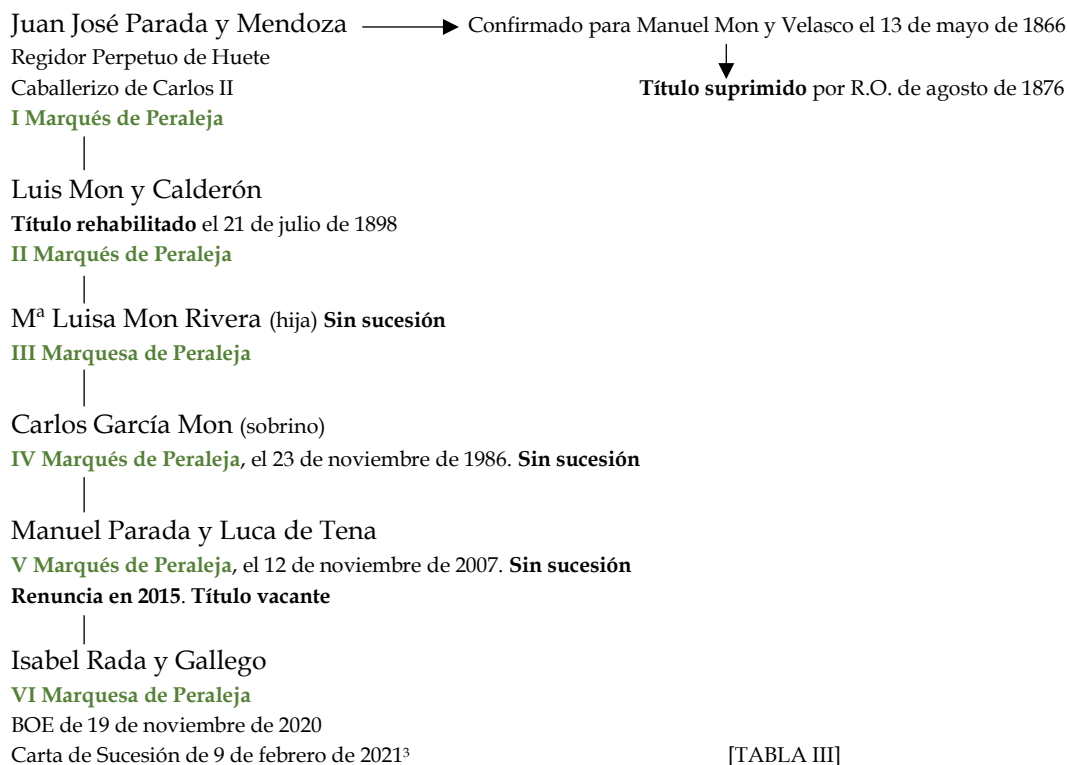 Juan José Parada y Mendoza Confirmado para Manuel Mon y Velasco el 13 de mayo de 1866
Regidor Perpetuo de Huete
Caballerizo de Carlos II Título suprimido por R.O. de agosto de 1876
I Marqués de Peraleja
Luis Mon y Calderón
Título rehabilitado el 21 de julio de 1898
II Marqués de Peraleja
Mª Luisa Mon Rivera (hija) Sin sucesión
III Marquesa de Peraleja
Carlos García Mon (sobrino)
IV Marqués de Peraleja, el 23 de noviembre de 1986. Sin sucesión
Manuel Parada y Luca de Tena
V Marqués de Peraleja, el 12 de noviembre de 2007. Sin sucesión
Renuncia en 2015. Título vacante
Isabel Rada y Gallego
VI Marquesa de Peraleja
BOE de 19 de noviembre de 2020
Carta de Sucesión de 9 de febrero de 2021³ [TABLA III]